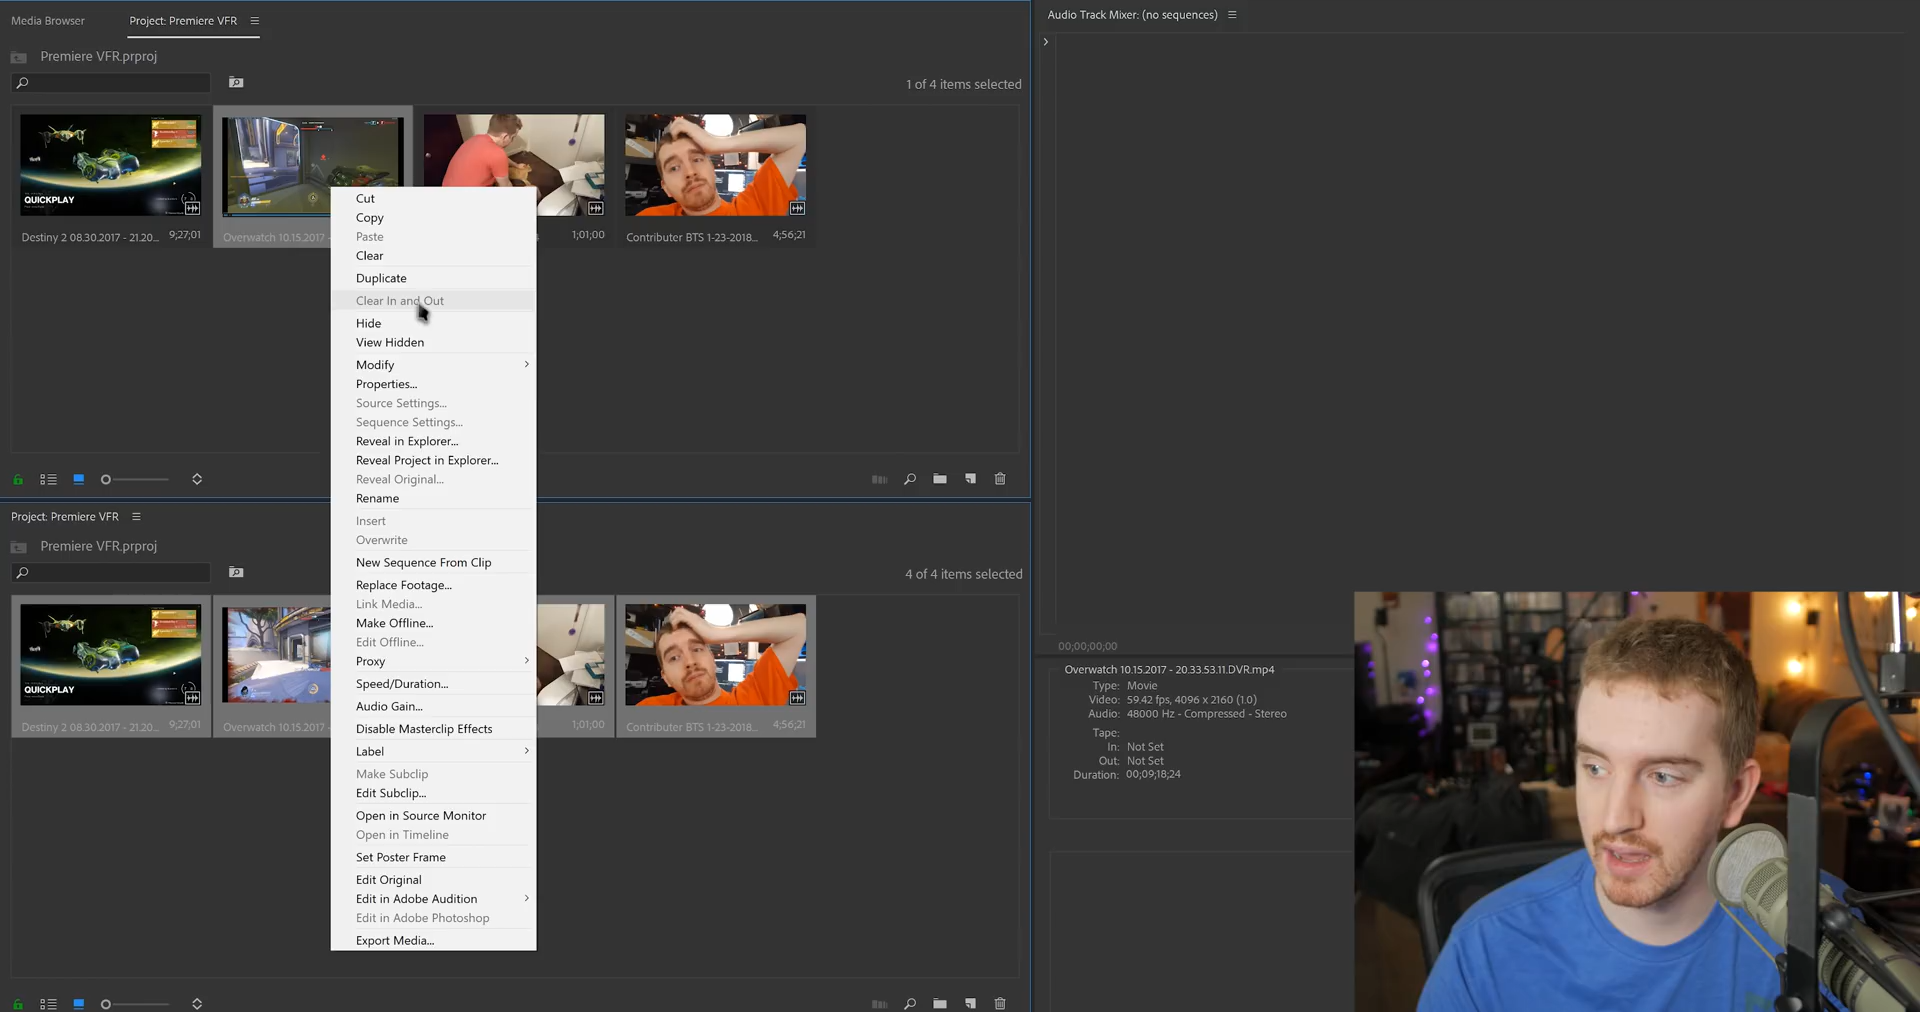 Media Browser
Project: Premiere VFR
Premiere VFR.prproj
1 of 4 items selected
QUICKPLAY
Destiny 2 08.30.2017 - 21.20... 9;27;01
Overwatch 10.15.2017 -
1;01;00
Contributer BTS 1-23-2018... 4;56;21
Cut
Copy
Paste
Clear
Duplicate
Clear In and Out
Hide
View Hidden
Modify
Properties...
Source Settings...
Sequence Settings...
Reveal in Explorer...
Reveal Project in Explorer...
Reveal Original...
Rename
Insert
Overwrite
New Sequence From Clip
Replace Footage...
Link Media...
Make Offline...
Edit Offline...
Proxy
Speed/Duration...
Audio Gain...
Disable Masterclip Effects
Label
Make Subclip
Edit Subclip...
Open in Source Monitor
Open in Timeline
Set Poster Frame
Edit Original
Edit in Adobe Audition
Edit in Adobe Photoshop
Export Media...
Project: Premiere VFR
Premiere VFR.prproj
4 of 4 items selected
QUICKPLAY
Destiny 2 08.30.2017 - 21.20... 9;27;01
Overwatch 10.15.2017 -
1;01;00
Contributer BTS 1-23-2018... 4;56;21
Audio Track Mixer: (no sequences)
00;00;00;00
Overwatch 10.15.2017 - 20.33.53.11.DVR.mp4
Type: Movie
Video: 59.42 fps, 4096 x 2160 (1.0)
Audio: 48000 Hz - Compressed - Stereo
Tape:
In: Not Set
Out: Not Set
Duration: 00;09;18;24